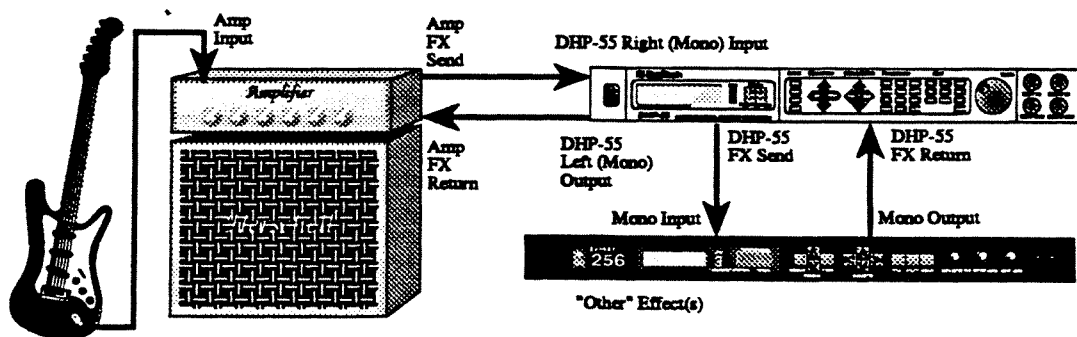 Amp
Input
Amp
FX
Send
DHP-55 Right (Mono) Input
Amplifier
Amp
FX
Return
DHP-55
Left (Mono)
Output
DHP-55
FX Send
DHP-55
FX Return
Mono Input
Mono Output
256
"Other" Effect(s)